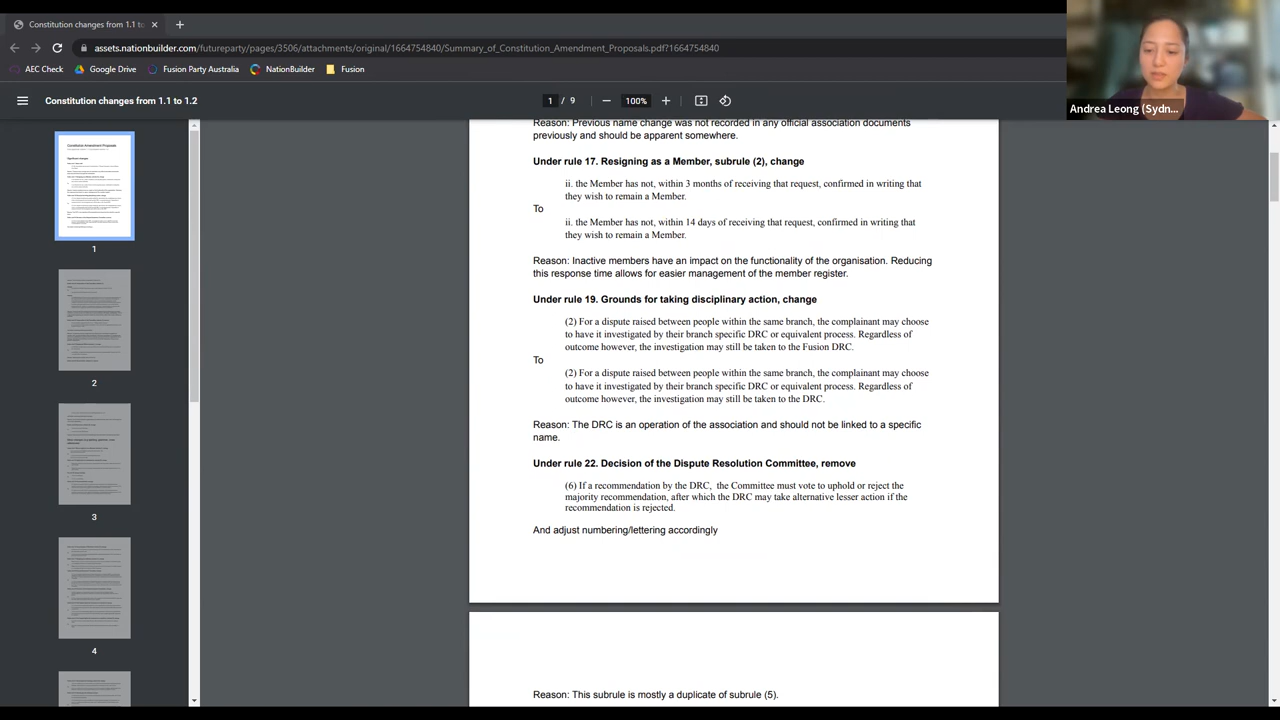 Constitution changes from 1.1 to
assets.nationbuilder.com/futureparty/pages/3506/attachments/original/1664754840/Summary_of_Constitution_Amendment_Proposals.pdf?1664754840
AEC Check
Google Drive
Fusion Party Australia
NationBuilder
Fusion
Andrea Leong (Sydn...
Constitution changes from 1.1 to 1.2
1 / 9
100%
Reason: Previous name change was not recorded in any official association documents
previously and should be apparent somewhere.
Under rule 17. Resigning as a Member, subrule (2), change
ii. the Member has not, within 3 months of receiving that request, confirmed in writing that
they wish to remain a Member.
To
ii. the Member has not, within 14 days of receiving that request, confirmed in writing that
they wish to remain a Member.
Reason: Inactive members have an impact on the functionality of the organisation. Reducing
this response time allows for easier management of the member register.
Under rule 19. Grounds for taking disciplinary action, change
(2) For a dispute raised between people within the same branch, the complainant may choose
to have it investigated by their branch specific DRC or equivalent process. Regardless of
outcome however, the investigation may still be taken to the Fusion DRC.
To
(2) For a dispute raised between people within the same branch, the complainant may choose
to have it investigated by their branch specific DRC or equivalent process. Regardless of
outcome however, the investigation may still be taken to the DRC.
Reason: The DRC is an operation of the association and should not be linked to a specific
name.
Under rule 22. Decision of the Dispute Resolution Committee, remove
(6) If a recommendation by the DRC, the Committee must vote to uphold or reject the
majority recommendation, after which the DRC may take alternative lesser action if the
recommendation is rejected.
And adjust numbering/lettering accordingly
Reason: This subrule is mostly a duplicate of subrule (5).
1
2
3
4